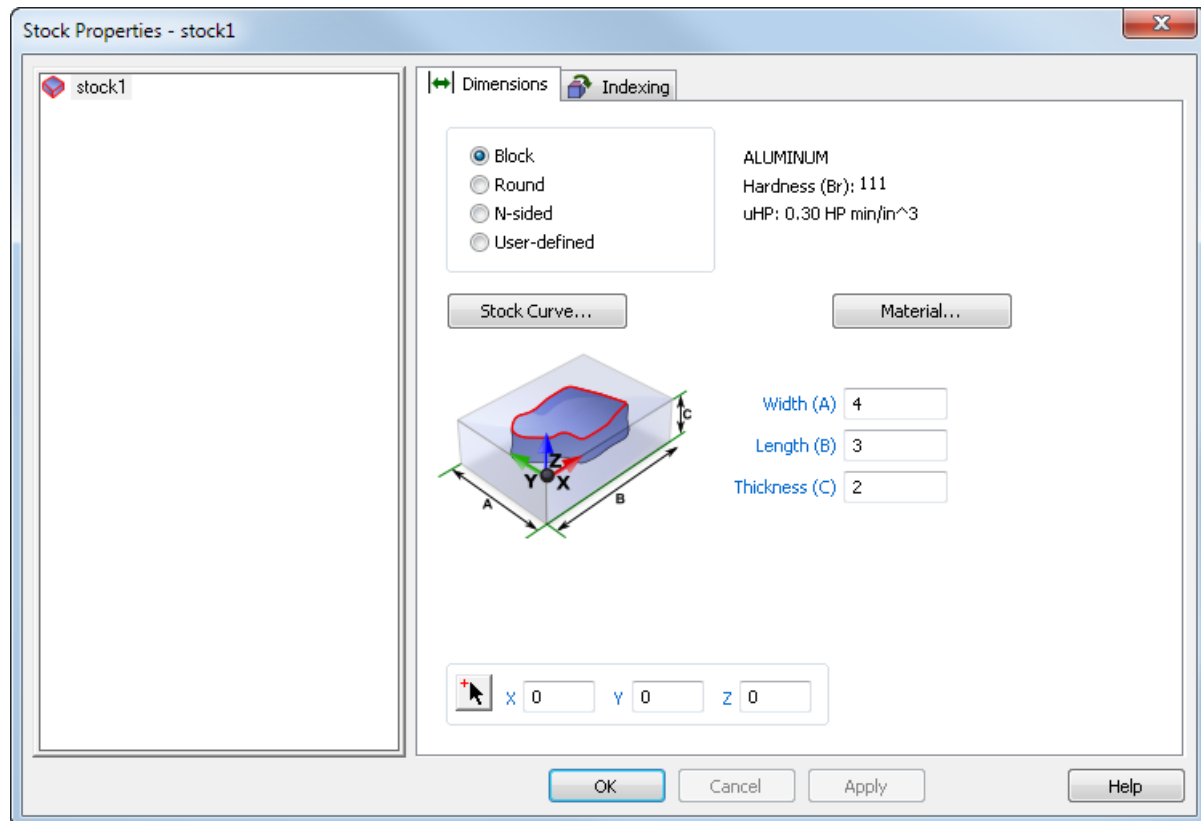 Stock Properties - stock1
stock1
Dimensions
Indexing
Block
Round
N-sided
User-defined
ALUMINUM
Hardness (Br): 111
uHP: 0.30 HP min/in^3
Stock Curve...
Material...
Z
Y X
A
B
C
Width (A) 4
Length (B) 3
Thickness (C) 2
X 0 Y 0 Z 0
OK Cancel Apply Help